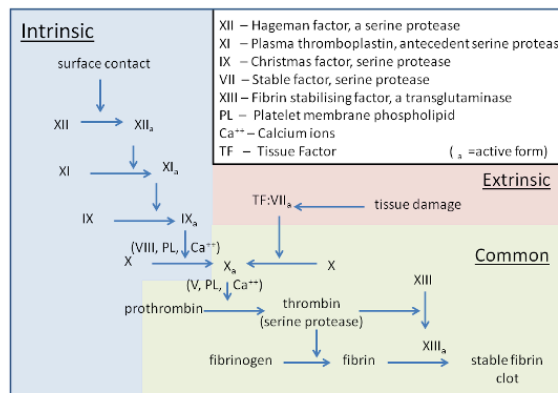 Intrinsic
surface contact
XII XIIₐ
XI XIₐ
IX IXₐ
(VIII, PL, Ca⁺⁺)
X Xₐ X
(V, PL, Ca⁺⁺)
XII – Hageman factor, a serine protease
XI – Plasma thromboplastin, antecedent serine protease
IX – Christmas factor, serine protease
VII – Stable factor, serine protease
XIII – Fibrin stabilising factor, a transglutaminase
PL – Platelet membrane phospholipid
Ca⁺⁺ – Calcium ions
TF – Tissue Factor ( ₐ =active form)
Extrinsic
TF:VIIₐ tissue damage
Common
prothrombin thrombin XIII
(serine protease)
XIIIₐ
fibrinogen fibrin stable fibrin
clot